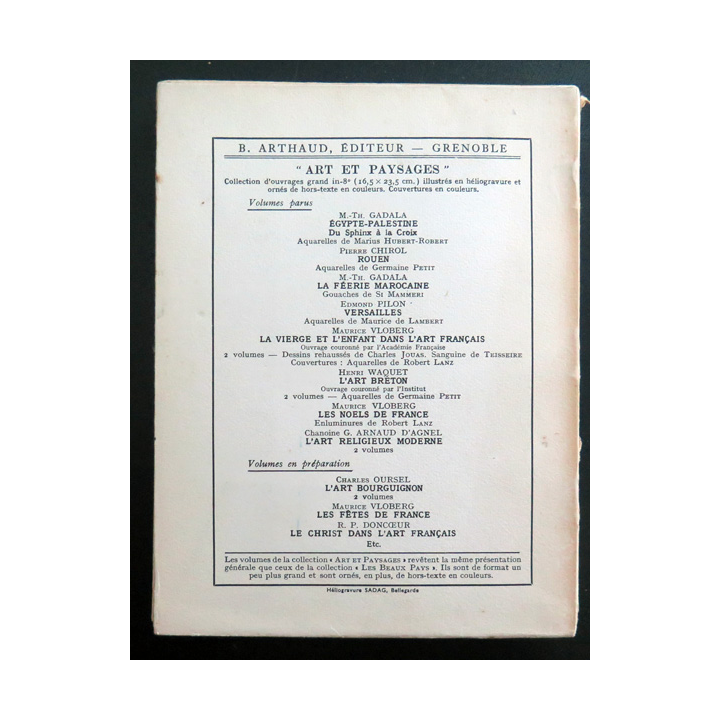 B. ARTHAUD, ÉDITEUR — GRENOBLE
" ART ET PAYSAGES "
Collection d'ouvrages grand in-8º (16,5 × 23,5 cm.) illustrés en héliogravure et
ornés de hors-texte en couleurs. Couvertures en couleurs.
Volumes parus
M.-TH. GADALA
ÉGYPTE-PALESTINE
Du Sphinx à la Croix
Aquarelles de Marius HUBERT-ROBERT
PIERRE CHIROL
ROUEN
Aquarelles de Germaine PETIT
M.-TH. GADALA
LA FÉERIE MAROCAINE
Gouaches de SI MAMMERI
EDMOND PILON
VERSAILLES
Aquarelles de Maurice de LAMBERT
MAURICE VLOBERG
LA VIERGE ET L'ENFANT DANS L'ART FRANÇAIS
Ouvrage couronné par l'Académie Française
2 volumes — Dessins rehaussés de Charles JOUAS. Sanguine de TEISSEIRE
Couvertures : Aquarelles de Robert LANZ
HENRI WAQUET
L'ART BRETON
Ouvrage couronné par l'Institut
2 volumes — Aquarelles de Germaine PETIT
MAURICE VLOBERG
LES NOELS DE FRANCE
Enluminures de Robert LANZ
Chanoine G. ARNAUD D'AGNEL
L'ART RELIGIEUX MODERNE
2 volumes
Volumes en préparation
CHARLES OURSEL
L'ART BOURGUIGNON
2 volumes
MAURICE VLOBERG
LES FÊTES DE FRANCE
R. P. DONCŒUR
LE CHRIST DANS L'ART FRANÇAIS
Etc.
Les volumes de la collection « ART ET PAYSAGES » revêtent la même présentation
générale que ceux de la collection « LES BEAUX PAYS ». Ils sont de format un
peu plus grand et sont ornés, en plus, de hors-texte en couleurs.
Héliogravure SADAG, Bellegarde